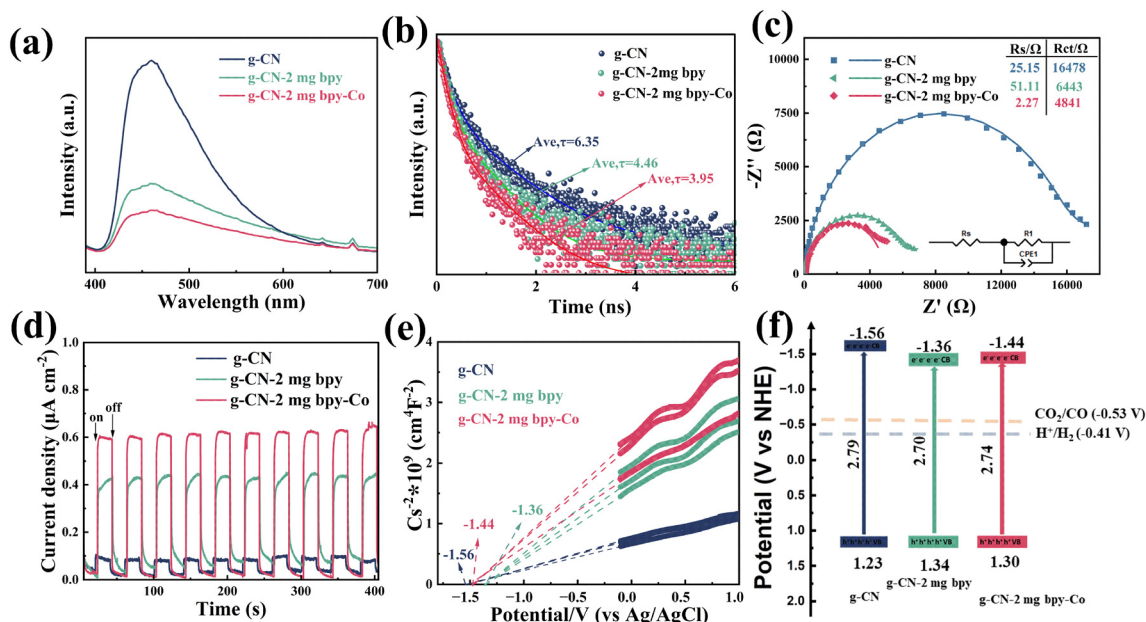 (a)
g-CN
g-CN-2 mg bpy
g-CN-2 mg bpy-Co
Intensity (a.u.)
400 500 600 700
Wavelength (nm)
(b)
g-CN
g-CN-2mg bpy
g-CN-2 mg bpy-Co
Ave,τ=6.35
Ave,τ=4.46
Ave,τ=3.95
Intensity (a.u.)
0 2 4 6
Time (ns)
(c)
g-CN
g-CN-2 mg bpy
g-CN-2 mg bpy-Co
Rs/Ω Rct/Ω
25.15 16478
51.11 6443
2.27 4841
-Z'' (Ω)
10000
7500
5000
2500
0
Rs
R1
CPE1
0 4000 8000 12000 16000
Z' (Ω)
(d)
g-CN
g-CN-2 mg bpy
g-CN-2 mg bpy-Co
on off
Current density (μA cm⁻²)
1.0
0.8
0.6
0.4
0.2
0.0
0 100 200 300 400
Time (s)
(e)
g-CN
g-CN-2 mg bpy
g-CN-2 mg bpy-Co
Cs⁻²*10⁹ (cm⁴F⁻²)
4
3
2
1
0
-1.36
-1.44
-1.56
−1.5 −1.0 −0.5 0.0 0.5 1.0
Potential/V (vs Ag/AgCl)
(f)
Potential (V vs NHE)
-1.5
-1.0
-0.5
0.0
0.5
1.0
1.5
2.0
-1.56
-1.36
-1.44
e⁻e⁻e⁻e⁻CB
e⁻e⁻e⁻e⁻CB
e⁻e⁻e⁻e⁻CB
CO₂/CO (-0.53 V)
H⁺/H₂ (-0.41 V)
2.79
2.70
2.74
h⁺h⁺h⁺h⁺VB
h⁺h⁺h⁺h⁺VB
h⁺h⁺h⁺h⁺VB
1.23
1.34
1.30
g-CN
g-CN-2 mg bpy
g-CN-2 mg bpy-Co